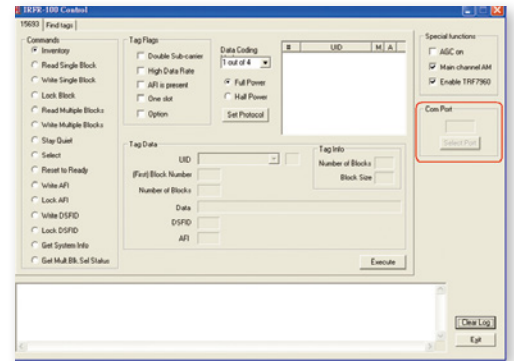 IRFR-100 Control
15693 Find tags
Commands
Inventory
Read Single Block
Write Single Block
Lock Block
Read Multiple Blocks
Write Multiple Blocks
Stay Quiet
Select
Reset to Ready
Write AFI
Lock AFI
Write DSFID
Lock DSFID
Get System Info
Get Mult.Blk.Sel Status
Tag Flags
Double Sub-carrier
High Data Rate
AFI is present
One slot
Option
Data Coding
1 out of 4
Full Power
Half Power
Set Protocol
# UID M A
Tag Data
UID
(First) Block Number
Number of Blocks
Data
DSFID
AFI
Tag Info
Number of Blocks
Block Size
Execute
Special functions
AGC on
Main channel AM
Enable TRF7960
Com Port
Select Port
Clear Log
Exit